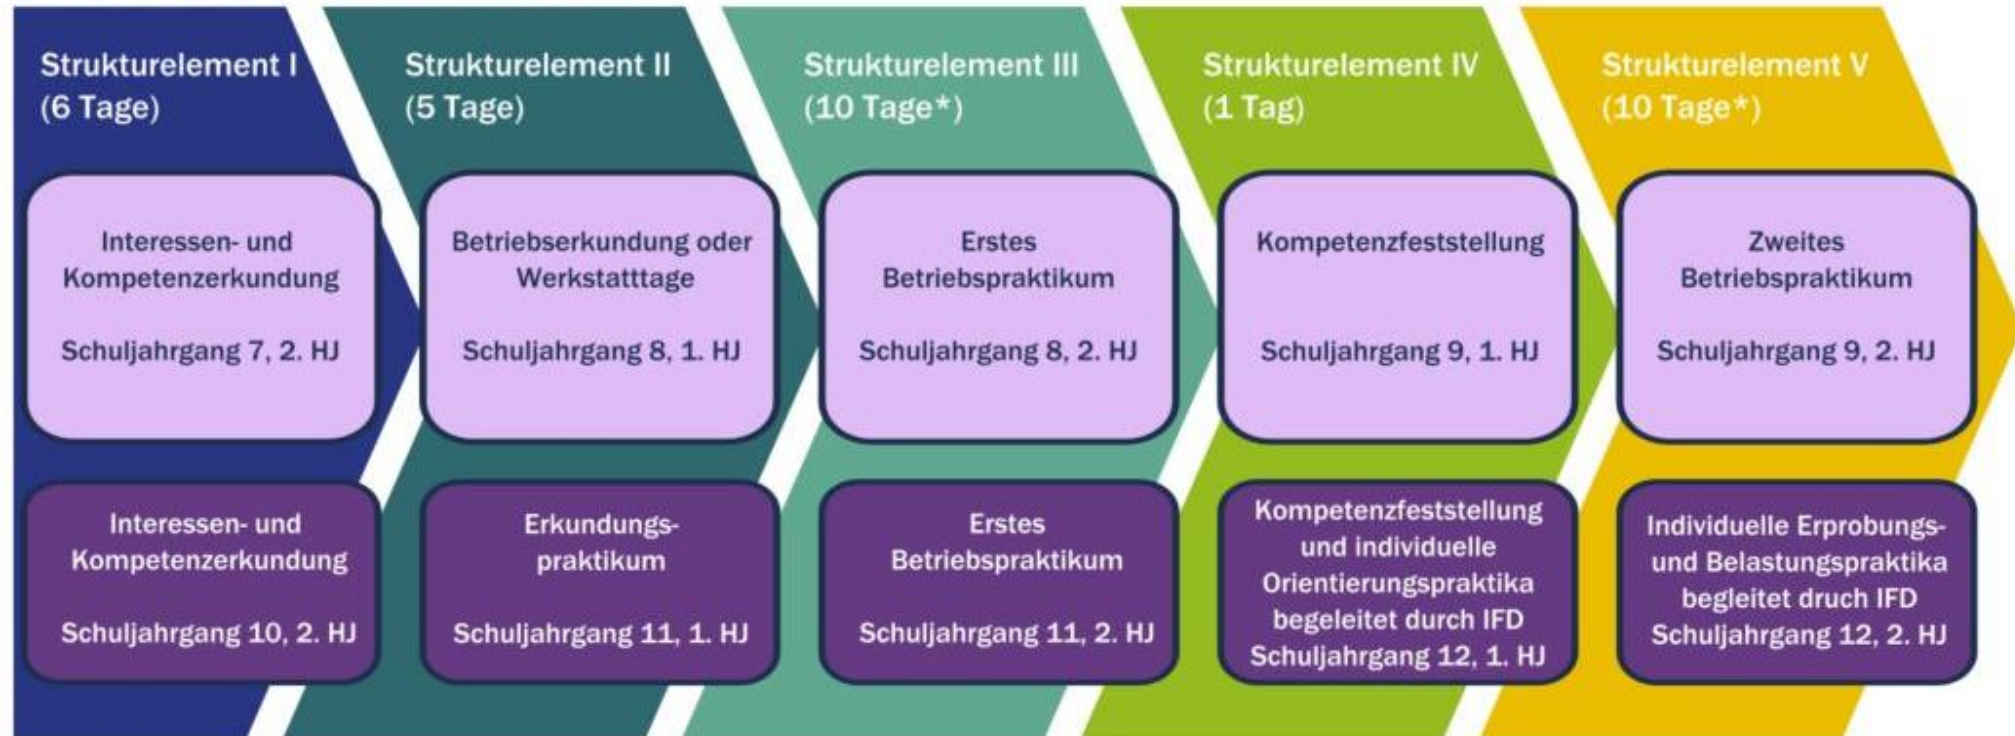 Strukturelement I
(6 Tage)
Strukturelement II
(5 Tage)
Strukturelement III
(10 Tage*)
Strukturelement IV
(1 Tag)
Strukturelement V
(10 Tage*)
Interessen- und
Kompetenzerkundung
Schuljahrgang 7, 2. HJ
Betriebserkundung oder
Werkstatttage
Schuljahrgang 8, 1. HJ
Erstes
Betriebspraktikum
Schuljahrgang 8, 2. HJ
Kompetenzfeststellung
Schuljahrgang 9, 1. HJ
Zweites
Betriebspraktikum
Schuljahrgang 9, 2. HJ
Interessen- und
Kompetenzerkundung
Schuljahrgang 10, 2. HJ
Erkundungs-
praktikum
Schuljahrgang 11, 1. HJ
Erstes
Betriebspraktikum
Schuljahrgang 11, 2. HJ
Kompetenzfeststellung
und individuelle
Orientierungspraktika
begeleitet durch IFD
Schuljahrgang 12, 1. HJ
Individuelle Erprobungs-
und Belastungspraktika
begleitet druch IFD
Schuljahrgang 12, 2. HJ